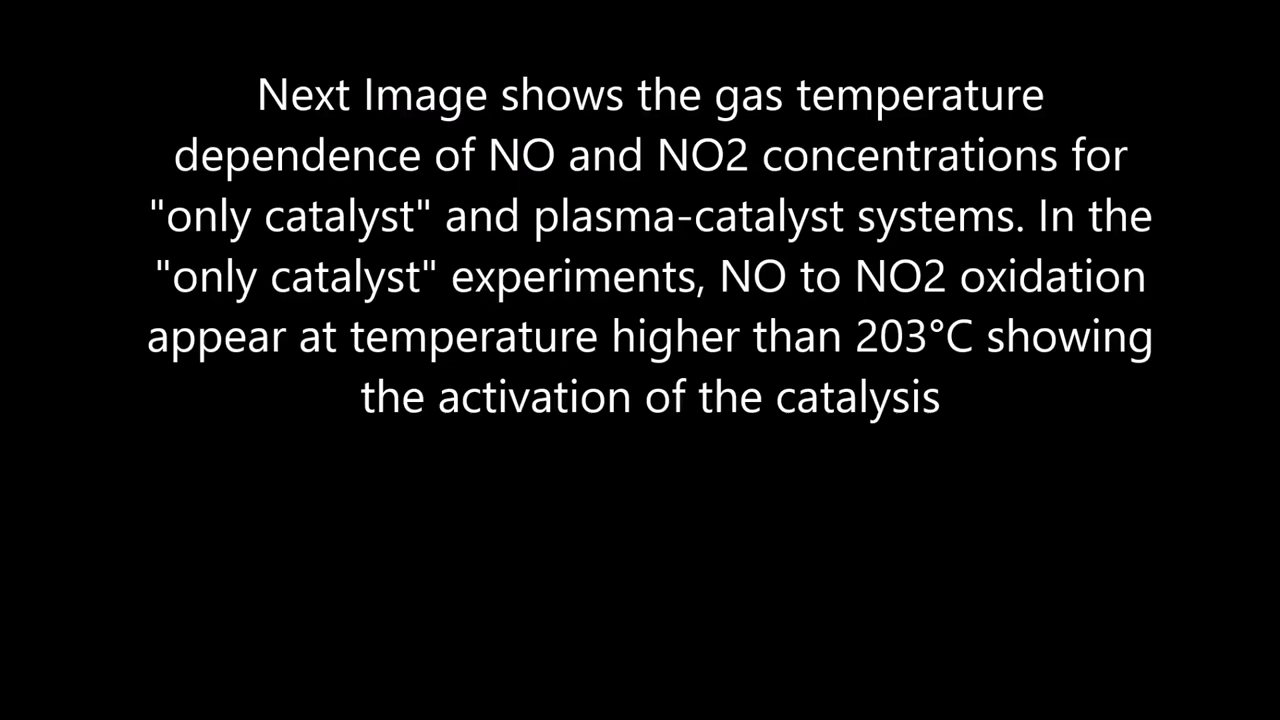 Next Image shows the gas temperature
dependence of NO and NO2 concentrations for
"only catalyst" and plasma-catalyst systems. In the
"only catalyst" experiments, NO to NO2 oxidation
appear at temperature higher than 203°C showing
the activation of the catalysis